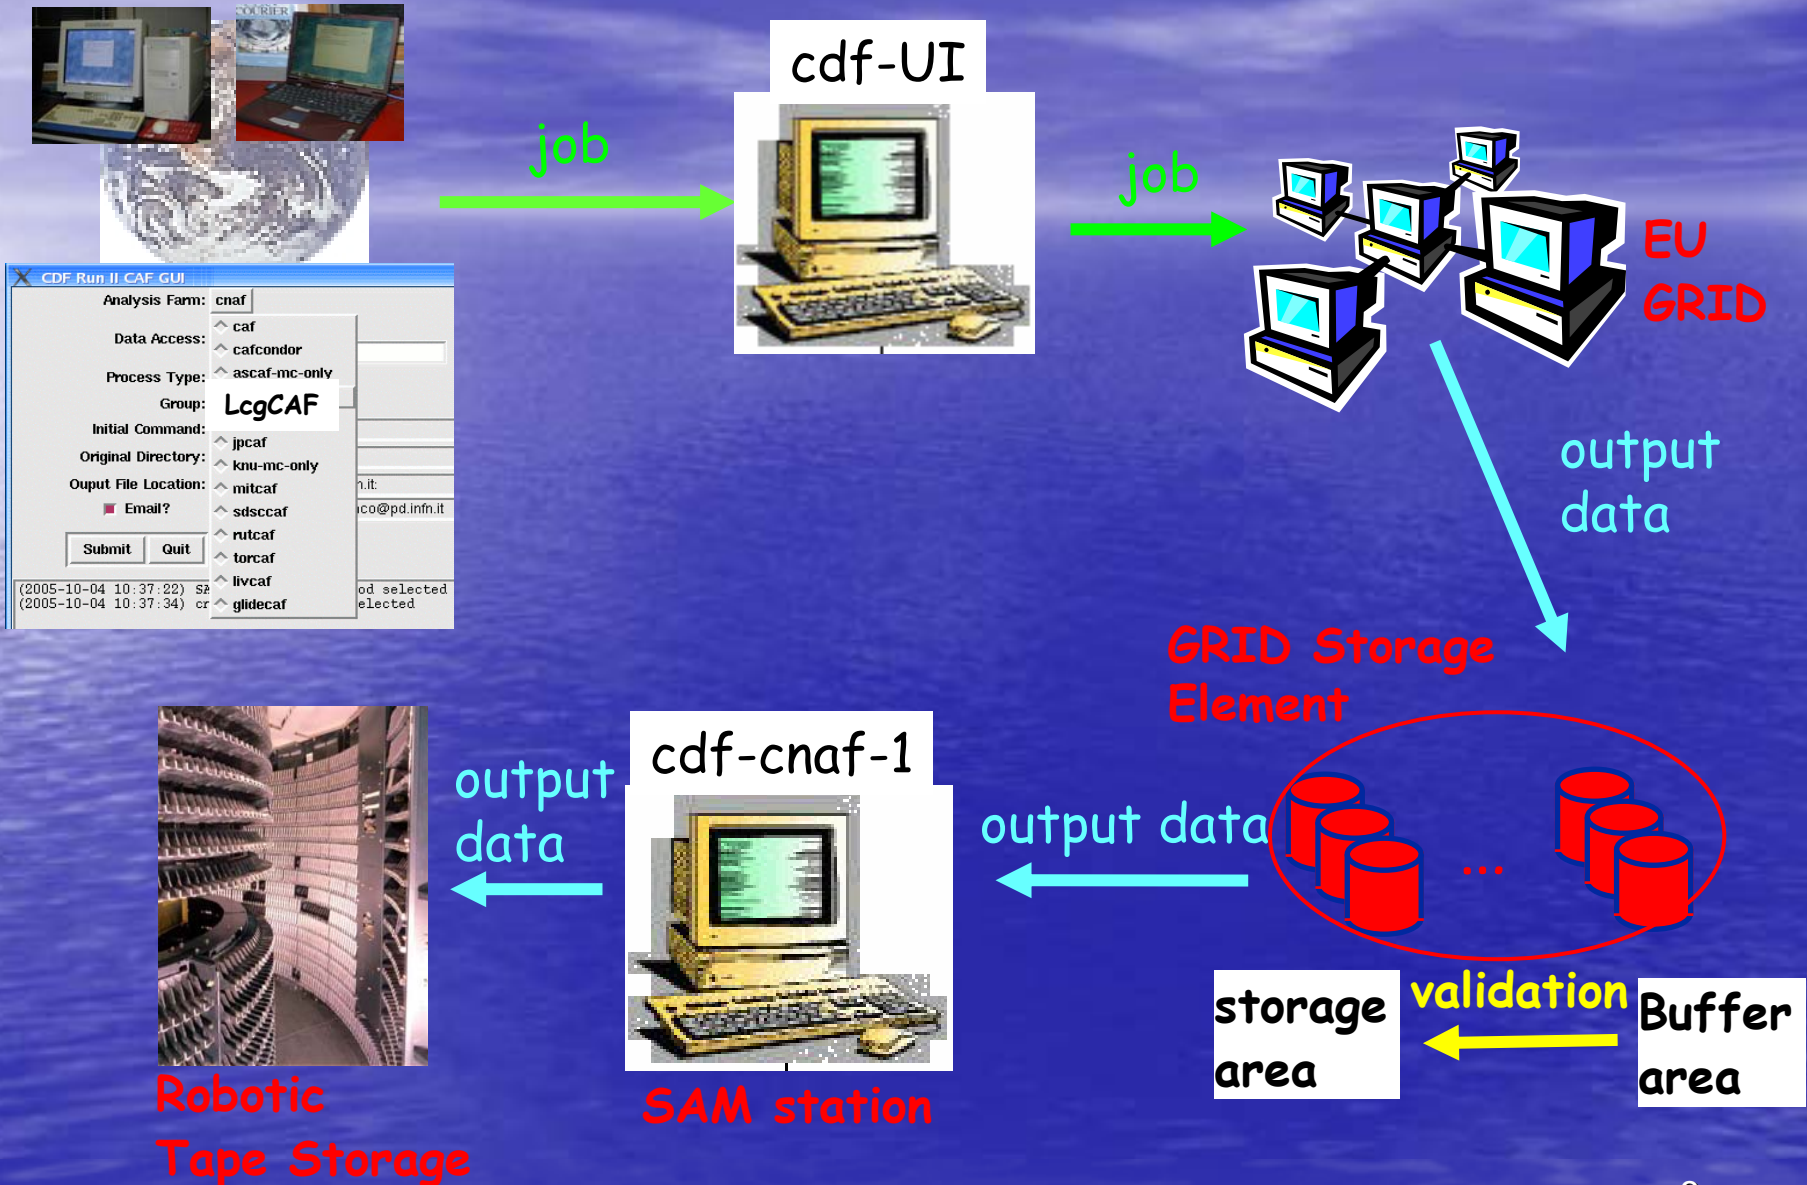 COURIER
cdf-UI
job
job
EU
GRID
CDF Run II CAF GUI
Analysis Farm: cnaf
caf
Data Access:
cafcondor
ascaf-mc-only
Process Type:
Group:
LcgCAF
Initial Command:
jpcaf
Original Directory:
knu-mc-only
Ouput File Location:
mitcaf
n.it:
Email?
sdsccaf
nco@pd.infn.it
rutcaf
Submit Quit
torcaf
livcaf
(2005-10-04 10:37:22) od selected
(2005-10-04 10:37:34) cr elected
glidecaf
output
data
GRID Storage
Element
cdf-cnaf-1
output
data
output data
...
storage
area
validation
Buffer
area
Robotic
Tape Storage
SAM station